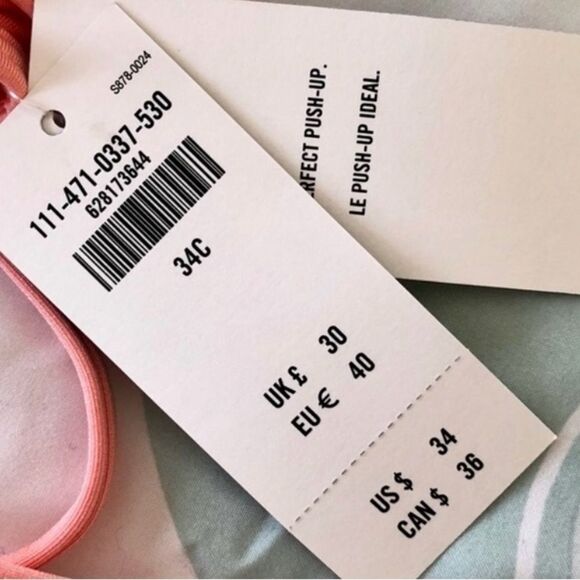 S878-0024
111-471-0337-530
628173644
34C
UK £ 30
EU € 40
US $ 34
CAN $ 36
PUSH-UP.
LE PUSH-UP IDEAL.